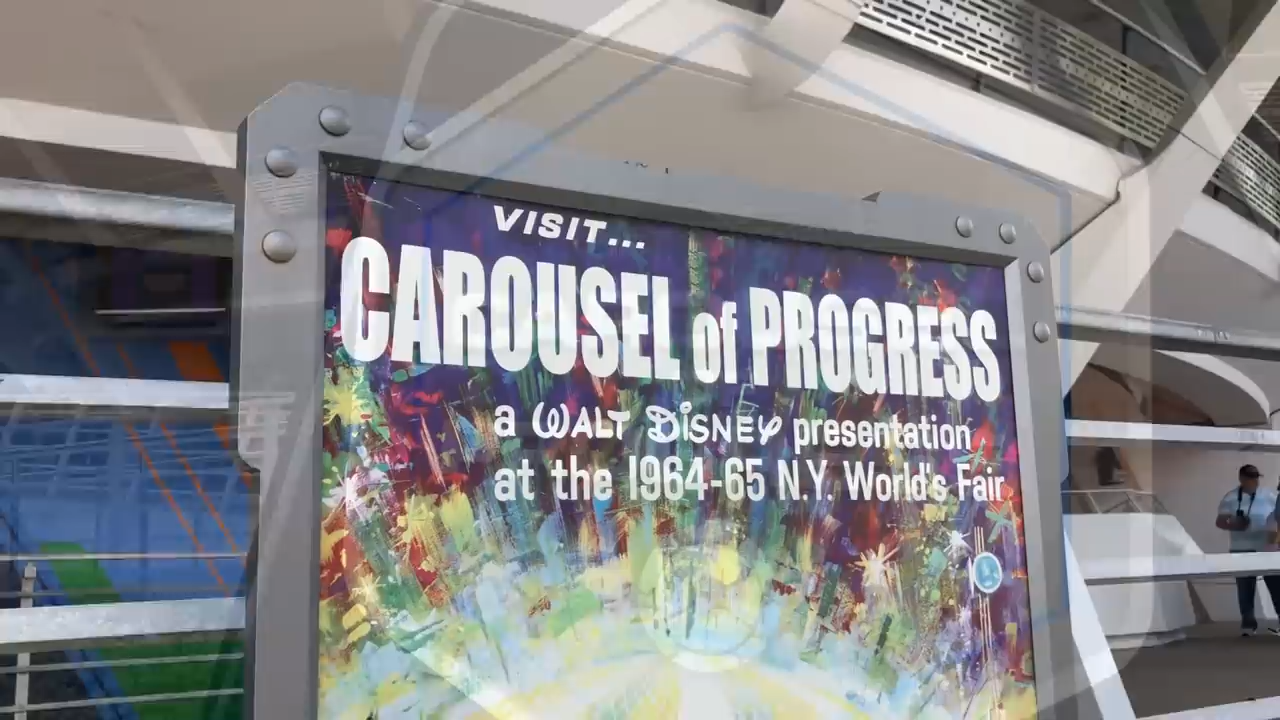 VISIT...
CAROUSEL of PROGRESS
a WALT DISNEY presentation
at the 1964-65 N.Y. World's Fair